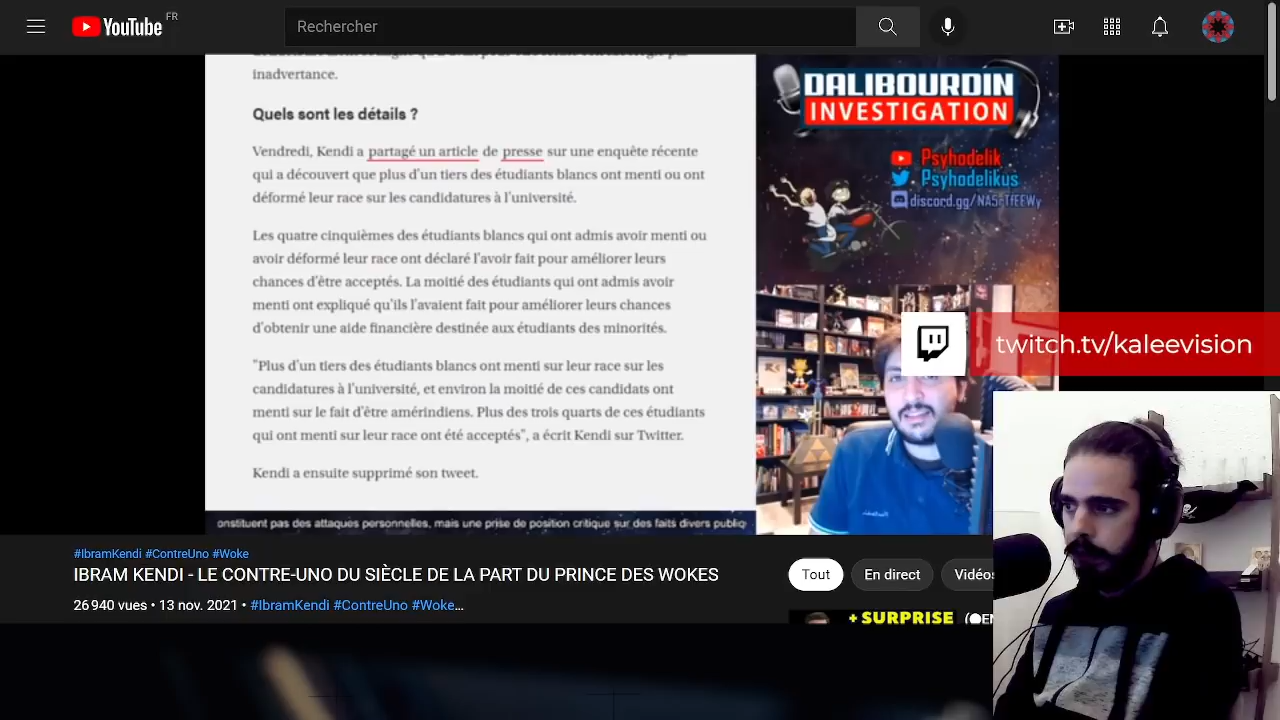 YouTube
FR
Rechercher
inadvertance.
Quels sont les détails ?
Vendredi, Kendi a partagé un article de presse sur une enquête récente
qui a découvert que plus d'un tiers des étudiants blancs ont menti ou ont
déformé leur race sur les candidatures à l'université.
Les quatre cinquièmes des étudiants blancs qui ont admis avoir menti ou
avoir déformé leur race ont déclaré l'avoir fait pour améliorer leurs
chances d'être acceptés. La moitié des étudiants qui ont admis avoir
menti ont expliqué qu'ils l'avaient fait pour améliorer leurs chances
d'obtenir une aide financière destinée aux étudiants des minorités.
"Plus d'un tiers des étudiants blancs ont menti sur leur race sur les
candidatures à l'université, et environ la moitié de ces candidats ont
menti sur le fait d'être amérindiens. Plus des trois quarts de ces étudiants
qui ont menti sur leur race ont été acceptés", a écrit Kendi sur Twitter.
Kendi a ensuite supprimé son tweet.
onstituent pas des attaques personnelles, mais une prise de position critique sur des faits divers publiq
DALIBOURDIN
INVESTIGATION
Psyhodelik
Psyhodelikus
twitch.tv/kaleevision
#IbramKendi #ContreUno #Woke
IBRAM KENDI - LE CONTRE-UNO DU SIÈCLE DE LA PART DU PRINCE DES WOKES
26 940 vues • 13 nov. 2021 • #IbramKendi #ContreUno #Woke…
Tout
En direct
Vidéos
+ SURPRISE